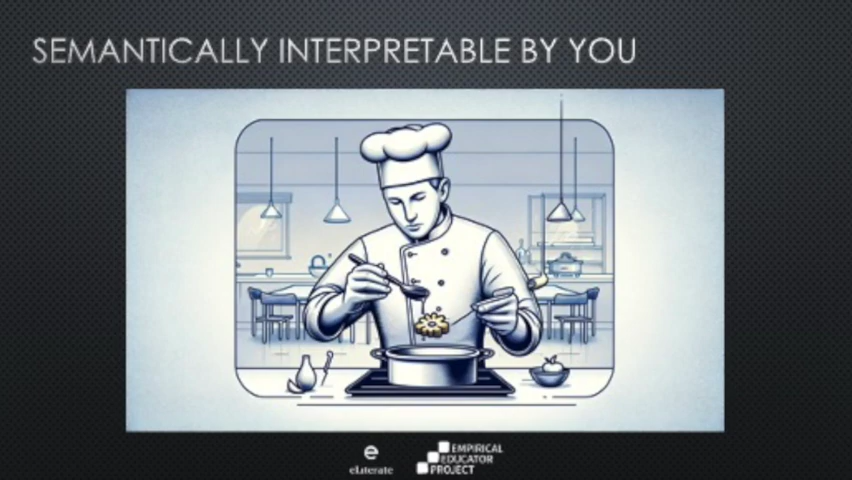 SEMANTICALLY INTERPRETABLE BY YOU
e
eLiterate
EMPIRICAL
EDUCATOR
PROJECT